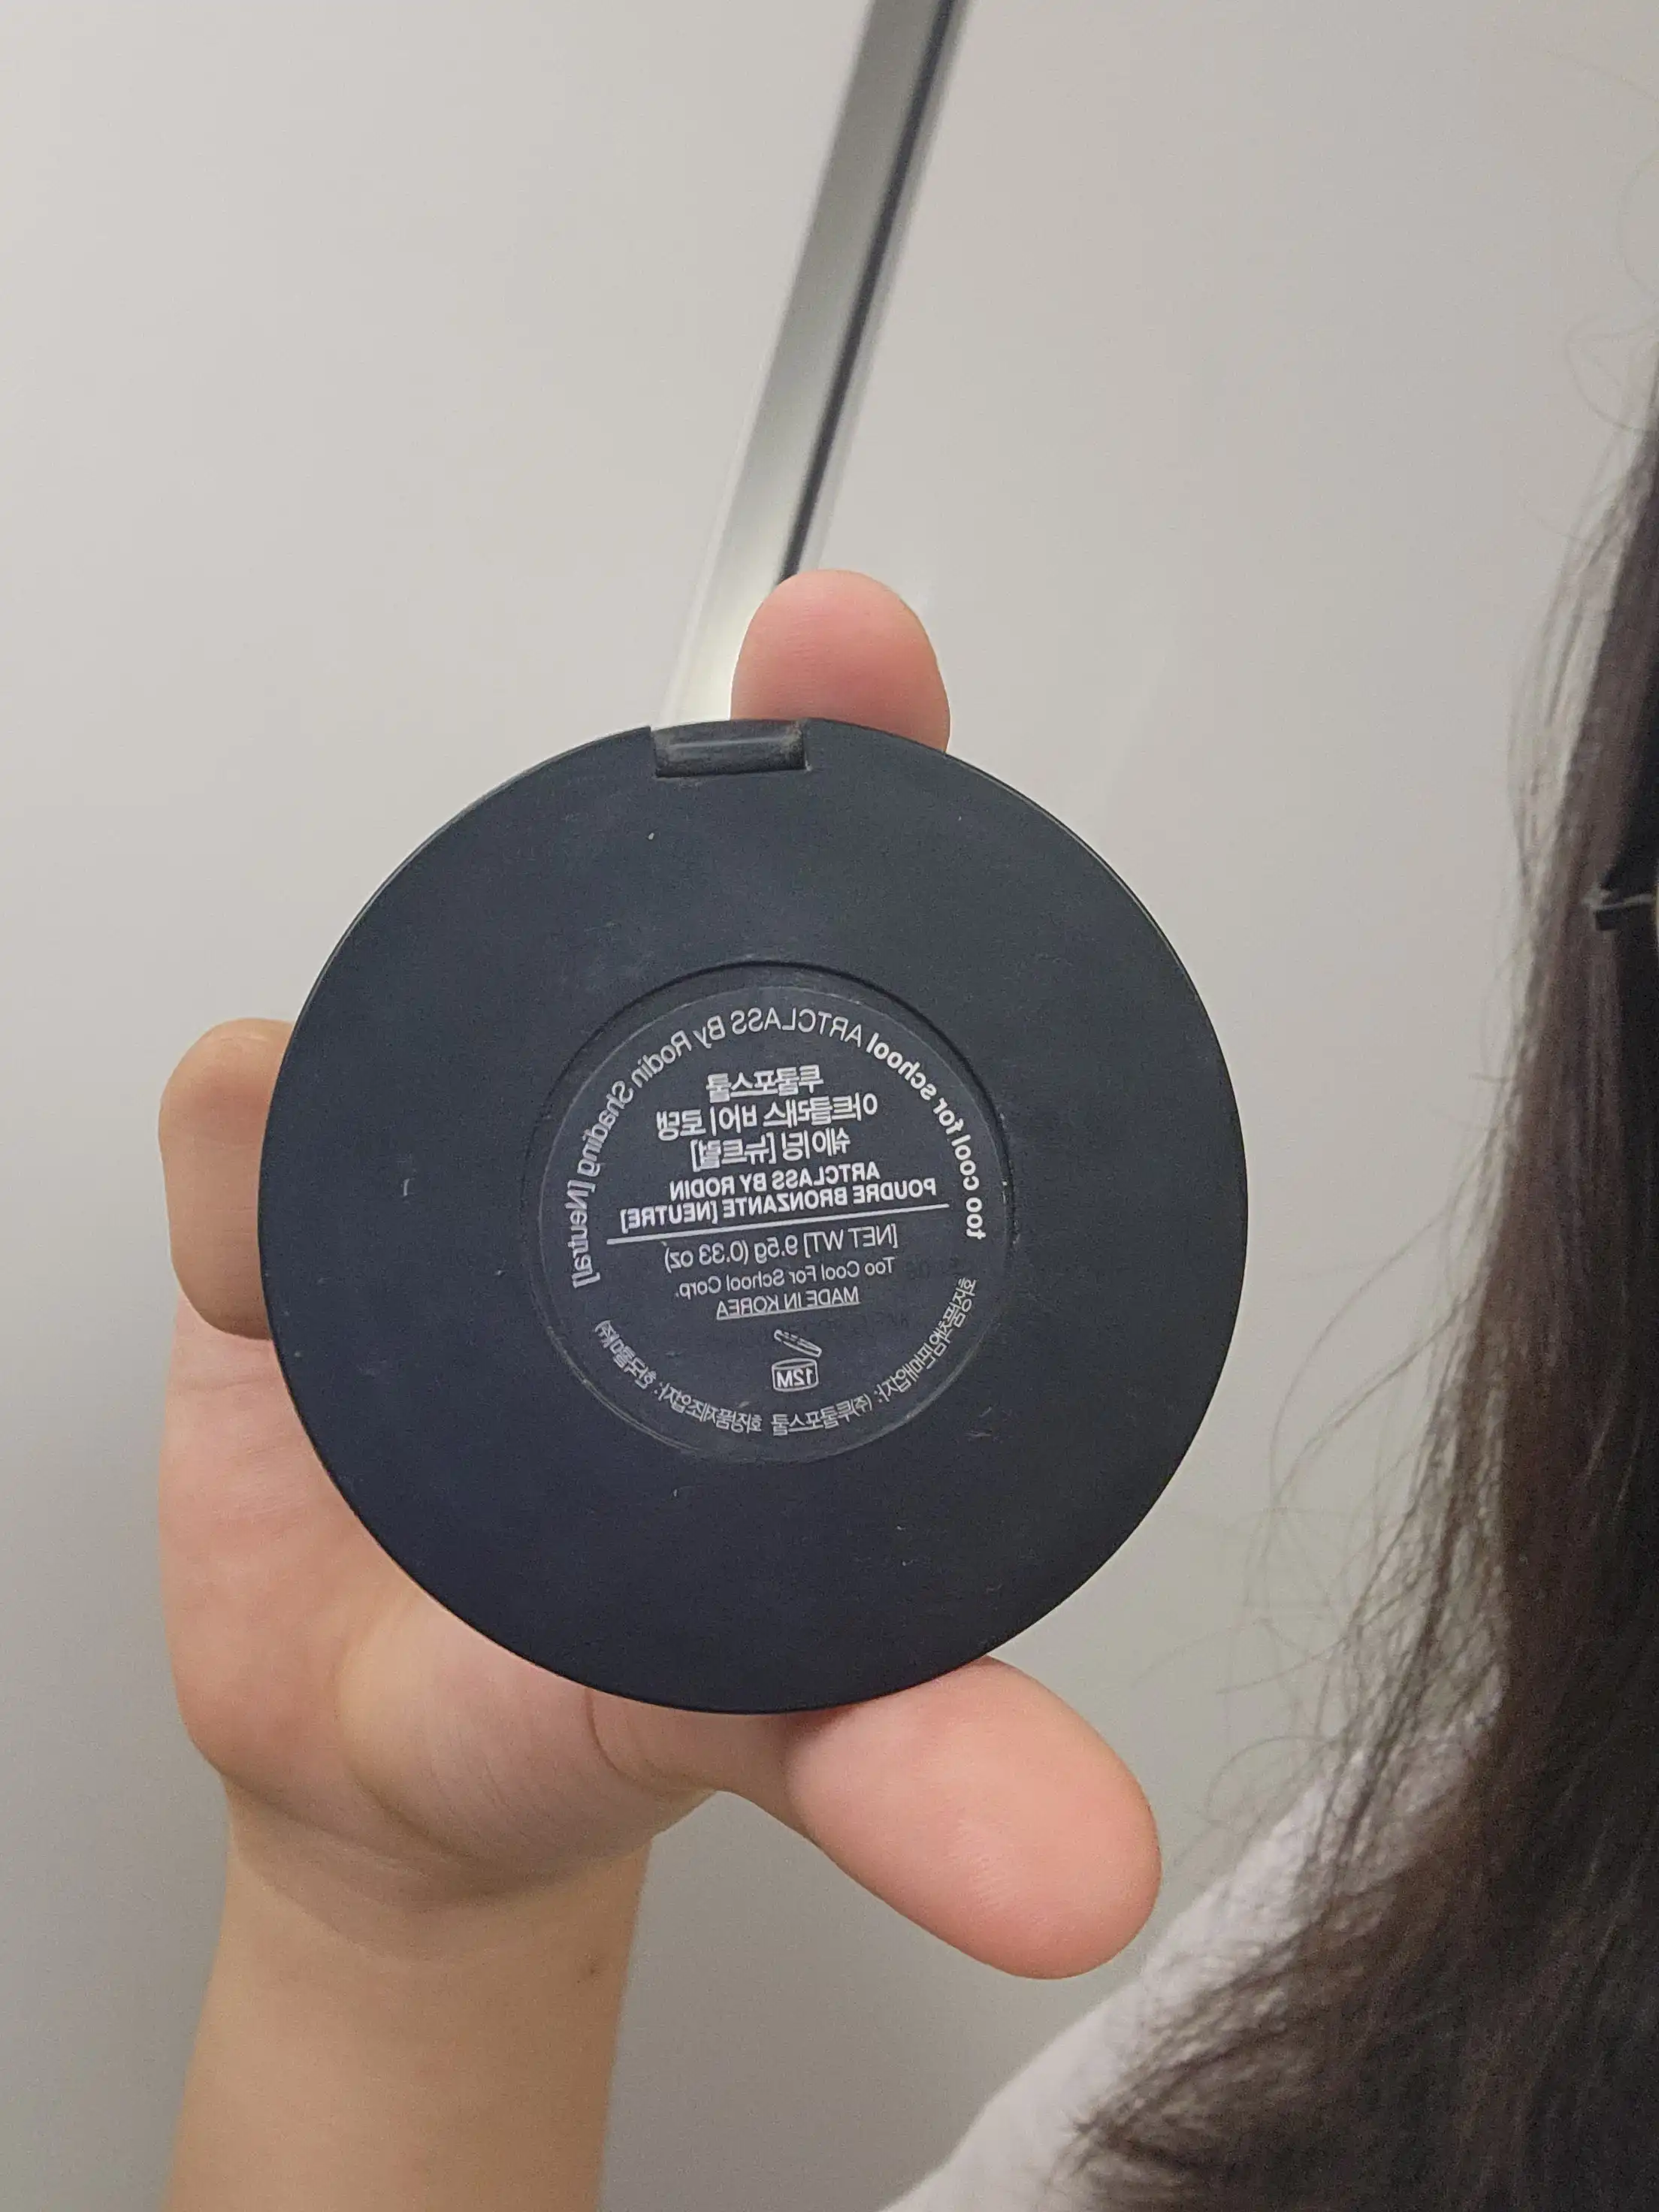 too cool for school ARTCLASS By Rodin Shading [Neutral]
투쿨포스쿨
아트클래스 바이 로댕
쉐이딩 [뉴트럴]
ARTCLASS BY RODIN
POUDRE BRONZANTE [NEUTRE]
[NET WT] 9.5g (0.33 oz)
Too Cool For School Corp.
MADE IN KOREA
12M
화장품책임판매업자: (주)투쿨포스쿨 화장품제조업자: 한국콜마(주)